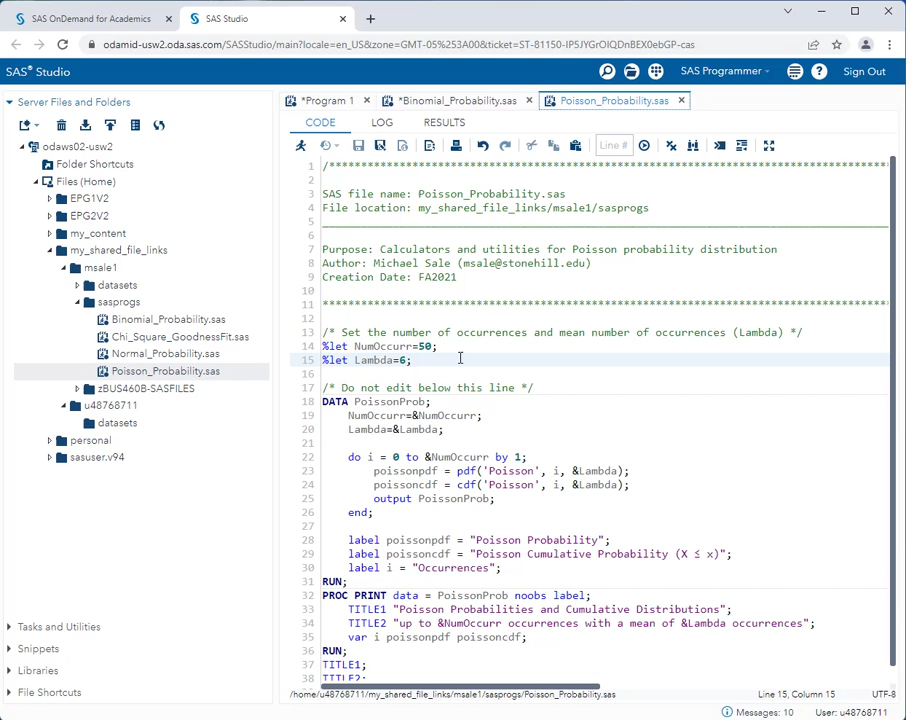 SAS OnDemand for Academics
SAS Studio
odamid-usw2.oda.sas.com/SASStudio/main?locale=en_US&zone=GMT-05%253A00&ticket=ST-81150-IP5JYGrOIQDnBEX0ebGP-cas
SAS® Studio
SAS Programmer
Sign Out
Server Files and Folders
odaws02-usw2
Folder Shortcuts
Files (Home)
EPG1V2
EPG2V2
my_content
my_shared_file_links
msale1
datasets
sasprogs
Binomial_Probability.sas
Chi_Square_GoodnessFit.sas
Normal_Probability.sas
Poisson_Probability.sas
zBUS460B-SASFILES
u48768711
datasets
personal
sasuser.v94
Tasks and Utilities
Snippets
Libraries
File Shortcuts
*Program 1
*Binomial_Probability.sas
Poisson_Probability.sas
CODE LOG RESULTS
Line #
1 /******************************************************************************
2
3 SAS file name: Poisson_Probability.sas
4 File location: my_shared_file_links/msale1/sasprogs
5 ______________________________________________________________________________
6
7 Purpose: Calculators and utilities for Poisson probability distribution
8 Author: Michael Sale (msale@stonehill.edu)
9 Creation Date: FA2021
10
11 ******************************************************************************
12
13 /* Set the number of occurrences and mean number of occurrences (Lambda) */
14 %let NumOccurr=50;
15 %let Lambda=6;
16
17 /* Do not edit below this line */
18 DATA PoissonProb;
19 NumOccurr=&NumOccurr;
20 Lambda=&Lambda;
21
22 do i = 0 to &NumOccurr by 1;
23 poissonpdf = pdf('Poisson', i, &Lambda);
24 poissoncdf = cdf('Poisson', i, &Lambda);
25 output PoissonProb;
26 end;
27
28 label poissonpdf = "Poisson Probability";
29 label poissoncdf = "Poisson Cumulative Probability (X ≤ x)";
30 label i = "Occurrences";
31 RUN;
32 PROC PRINT data = PoissonProb noobs label;
33 TITLE1 "Poisson Probabilities and Cumulative Distributions";
34 TITLE2 "up to &NumOccurr occurrences with a mean of &Lambda occurrences";
35 var i poissonpdf poissoncdf;
36 RUN;
37 TITLE1;
38 TITLE2;
/home/u48768711/my_shared_file_links/msale1/sasprogs/Poisson_Probability.sas
Line 15, Column 15
UTF-8
Messages: 10
User: u48768711